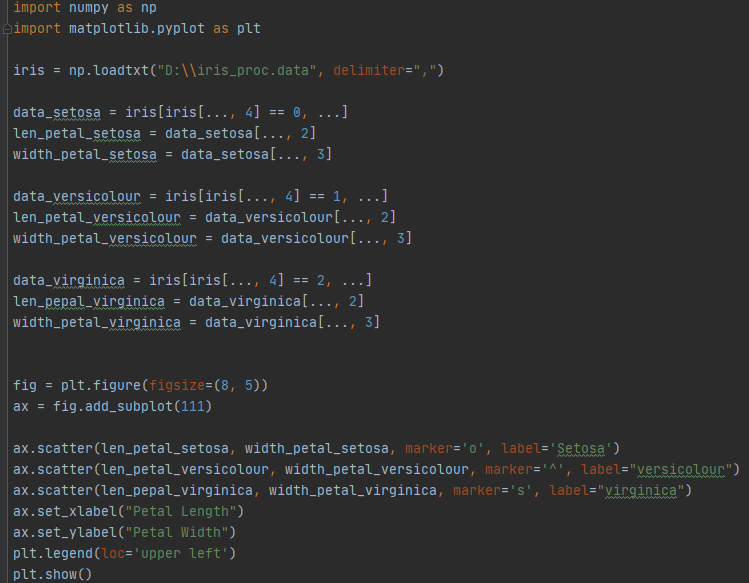 import numpy as np
import matplotlib.pyplot as plt
iris = np.loadtxt("D:\\iris_proc.data", delimiter=",")
data_setosa = iris[iris[..., 4] == 0, ...]
len_petal_setosa = data_setosa[..., 2]
width_petal_setosa = data_setosa[..., 3]
data_versicolour = iris[iris[..., 4] == 1, ...]
len_petal_versicolour = data_versicolour[..., 2]
width_petal_versicolour = data_versicolour[..., 3]
data_virginica = iris[iris[..., 4] == 2, ...]
len_pepal_virginica = data_virginica[..., 2]
width_petal_virginica = data_virginica[..., 3]
fig = plt.figure(figsize=(8, 5))
ax = fig.add_subplot(111)
ax.scatter(len_petal_setosa, width_petal_setosa, marker='o', label='Setosa')
ax.scatter(len_petal_versicolour, width_petal_versicolour, marker='^', label="versicolour")
ax.scatter(len_pepal_virginica, width_petal_virginica, marker='s', label="virginica")
ax.set_xlabel("Petal Length")
ax.set_ylabel("Petal Width")
plt.legend(loc='upper left')
plt.show()